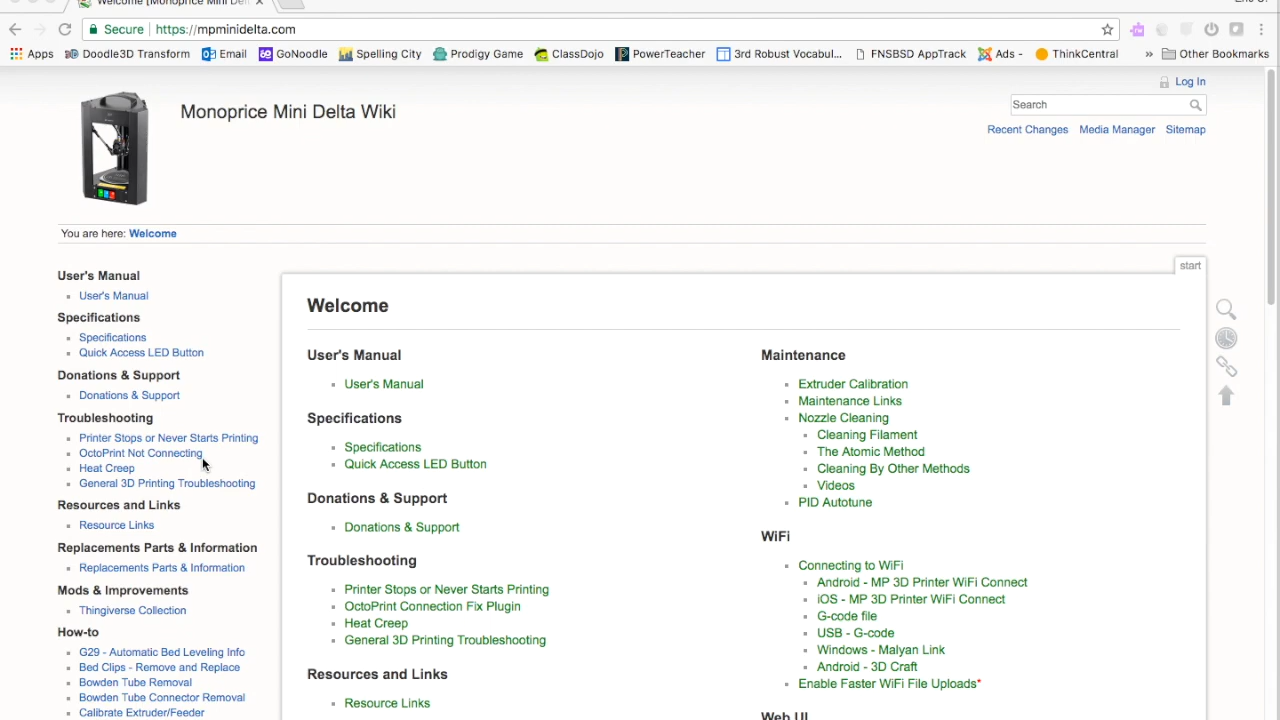 Welcome [Monoprice Mini Del
Secure
https://mpminidelta.com
Apps
Doodle3D Transform
Email
GoNoodle
Spelling City
Prodigy Game
ClassDojo
PowerTeacher
3rd Robust Vocabul...
FNSBSD AppTrack
Ads -
ThinkCentral
»
Other Bookmarks
Log In
Monoprice Mini Delta Wiki
Search
Recent Changes
Media Manager
Sitemap
You are here: Welcome
start
User's Manual
User's Manual
Specifications
Specifications
Quick Access LED Button
Donations & Support
Donations & Support
Troubleshooting
Printer Stops or Never Starts Printing
OctoPrint Not Connecting
Heat Creep
General 3D Printing Troubleshooting
Resources and Links
Resource Links
Replacements Parts & Information
Replacements Parts & Information
Mods & Improvements
Thingiverse Collection
How-to
G29 - Automatic Bed Leveling Info
Bed Clips - Remove and Replace
Bowden Tube Removal
Bowden Tube Connector Removal
Calibrate Extruder/Feeder
Welcome
User's Manual
User's Manual
Specifications
Specifications
Quick Access LED Button
Donations & Support
Donations & Support
Troubleshooting
Printer Stops or Never Starts Printing
OctoPrint Connection Fix Plugin
Heat Creep
General 3D Printing Troubleshooting
Resources and Links
Resource Links
Maintenance
Extruder Calibration
Maintenance Links
Nozzle Cleaning
Cleaning Filament
The Atomic Method
Cleaning By Other Methods
Videos
PID Autotune
WiFi
Connecting to WiFi
Android - MP 3D Printer WiFi Connect
iOS - MP 3D Printer WiFi Connect
G-code file
USB - G-code
Windows - Malyan Link
Android - 3D Craft
Enable Faster WiFi File Uploads*
Web UI